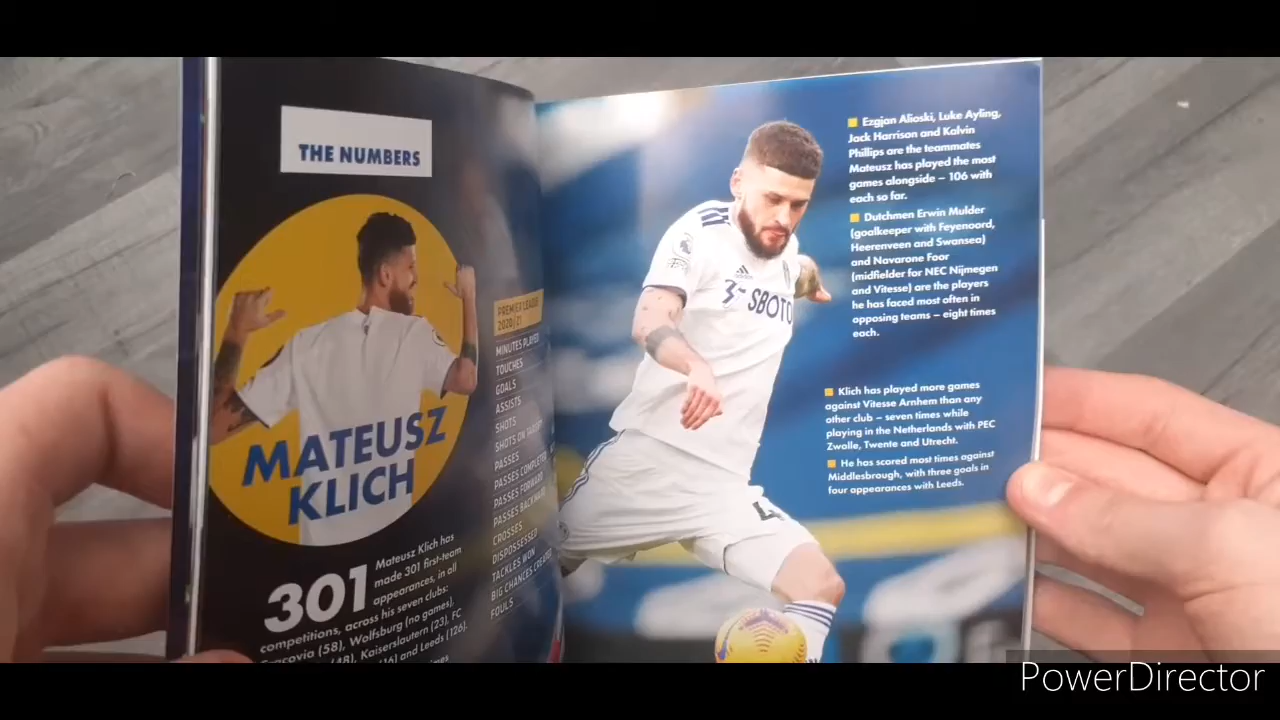 THE NUMBERS
MATEUSZ
KLICH
301
Mateusz Klich has
made 301 first-team
appearances, in all
competitions, across his seven clubs:
Cracovia (58), Wolfsburg (no games),
(48), Kaiserslautern (23), FC
(16) and Leeds (126).
PREMIER LEAGUE
2020/21
MINUTES PLAYED
TOUCHES
GOALS
ASSISTS
SHOTS
SHOTS ON TARGET
PASSES
PASSES COMPLETED
PASSES FORWARD
PASSES BACKWARD
CROSSES
DISPOSSESSED
TACKLES WON
BIG CHANCES CREATED
FOULS
adidas
SBOTO
4
Ezgjan Alioski, Luke Ayling,
Jack Harrison and Kalvin
Phillips are the teammates
Mateusz has played the most
games alongside – 106 with
each so far.
Dutchmen Erwin Mulder
(goalkeeper with Feyenoord,
Heerenveen and Swansea)
and Navarone Foor
(midfielder for NEC Nijmegen
and Vitesse) are the players
he has faced most often in
opposing teams – eight times
each.
Klich has played more games
against Vitesse Arnhem than any
other club – seven times while
playing in the Netherlands with PEC
Zwolle, Twente and Utrecht.
He has scored most times against
Middlesbrough, with three goals in
four appearances with Leeds.
PowerDirector